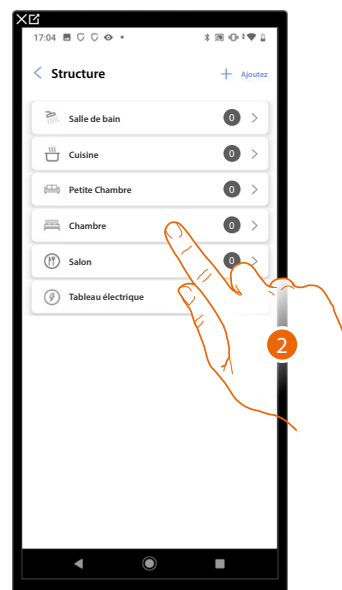 17:04
Structure
Ajoutez
Salle de bain 0
Cuisine 0
Petite Chambre 0
Chambre 0
Salon 0
Tableau électrique
2